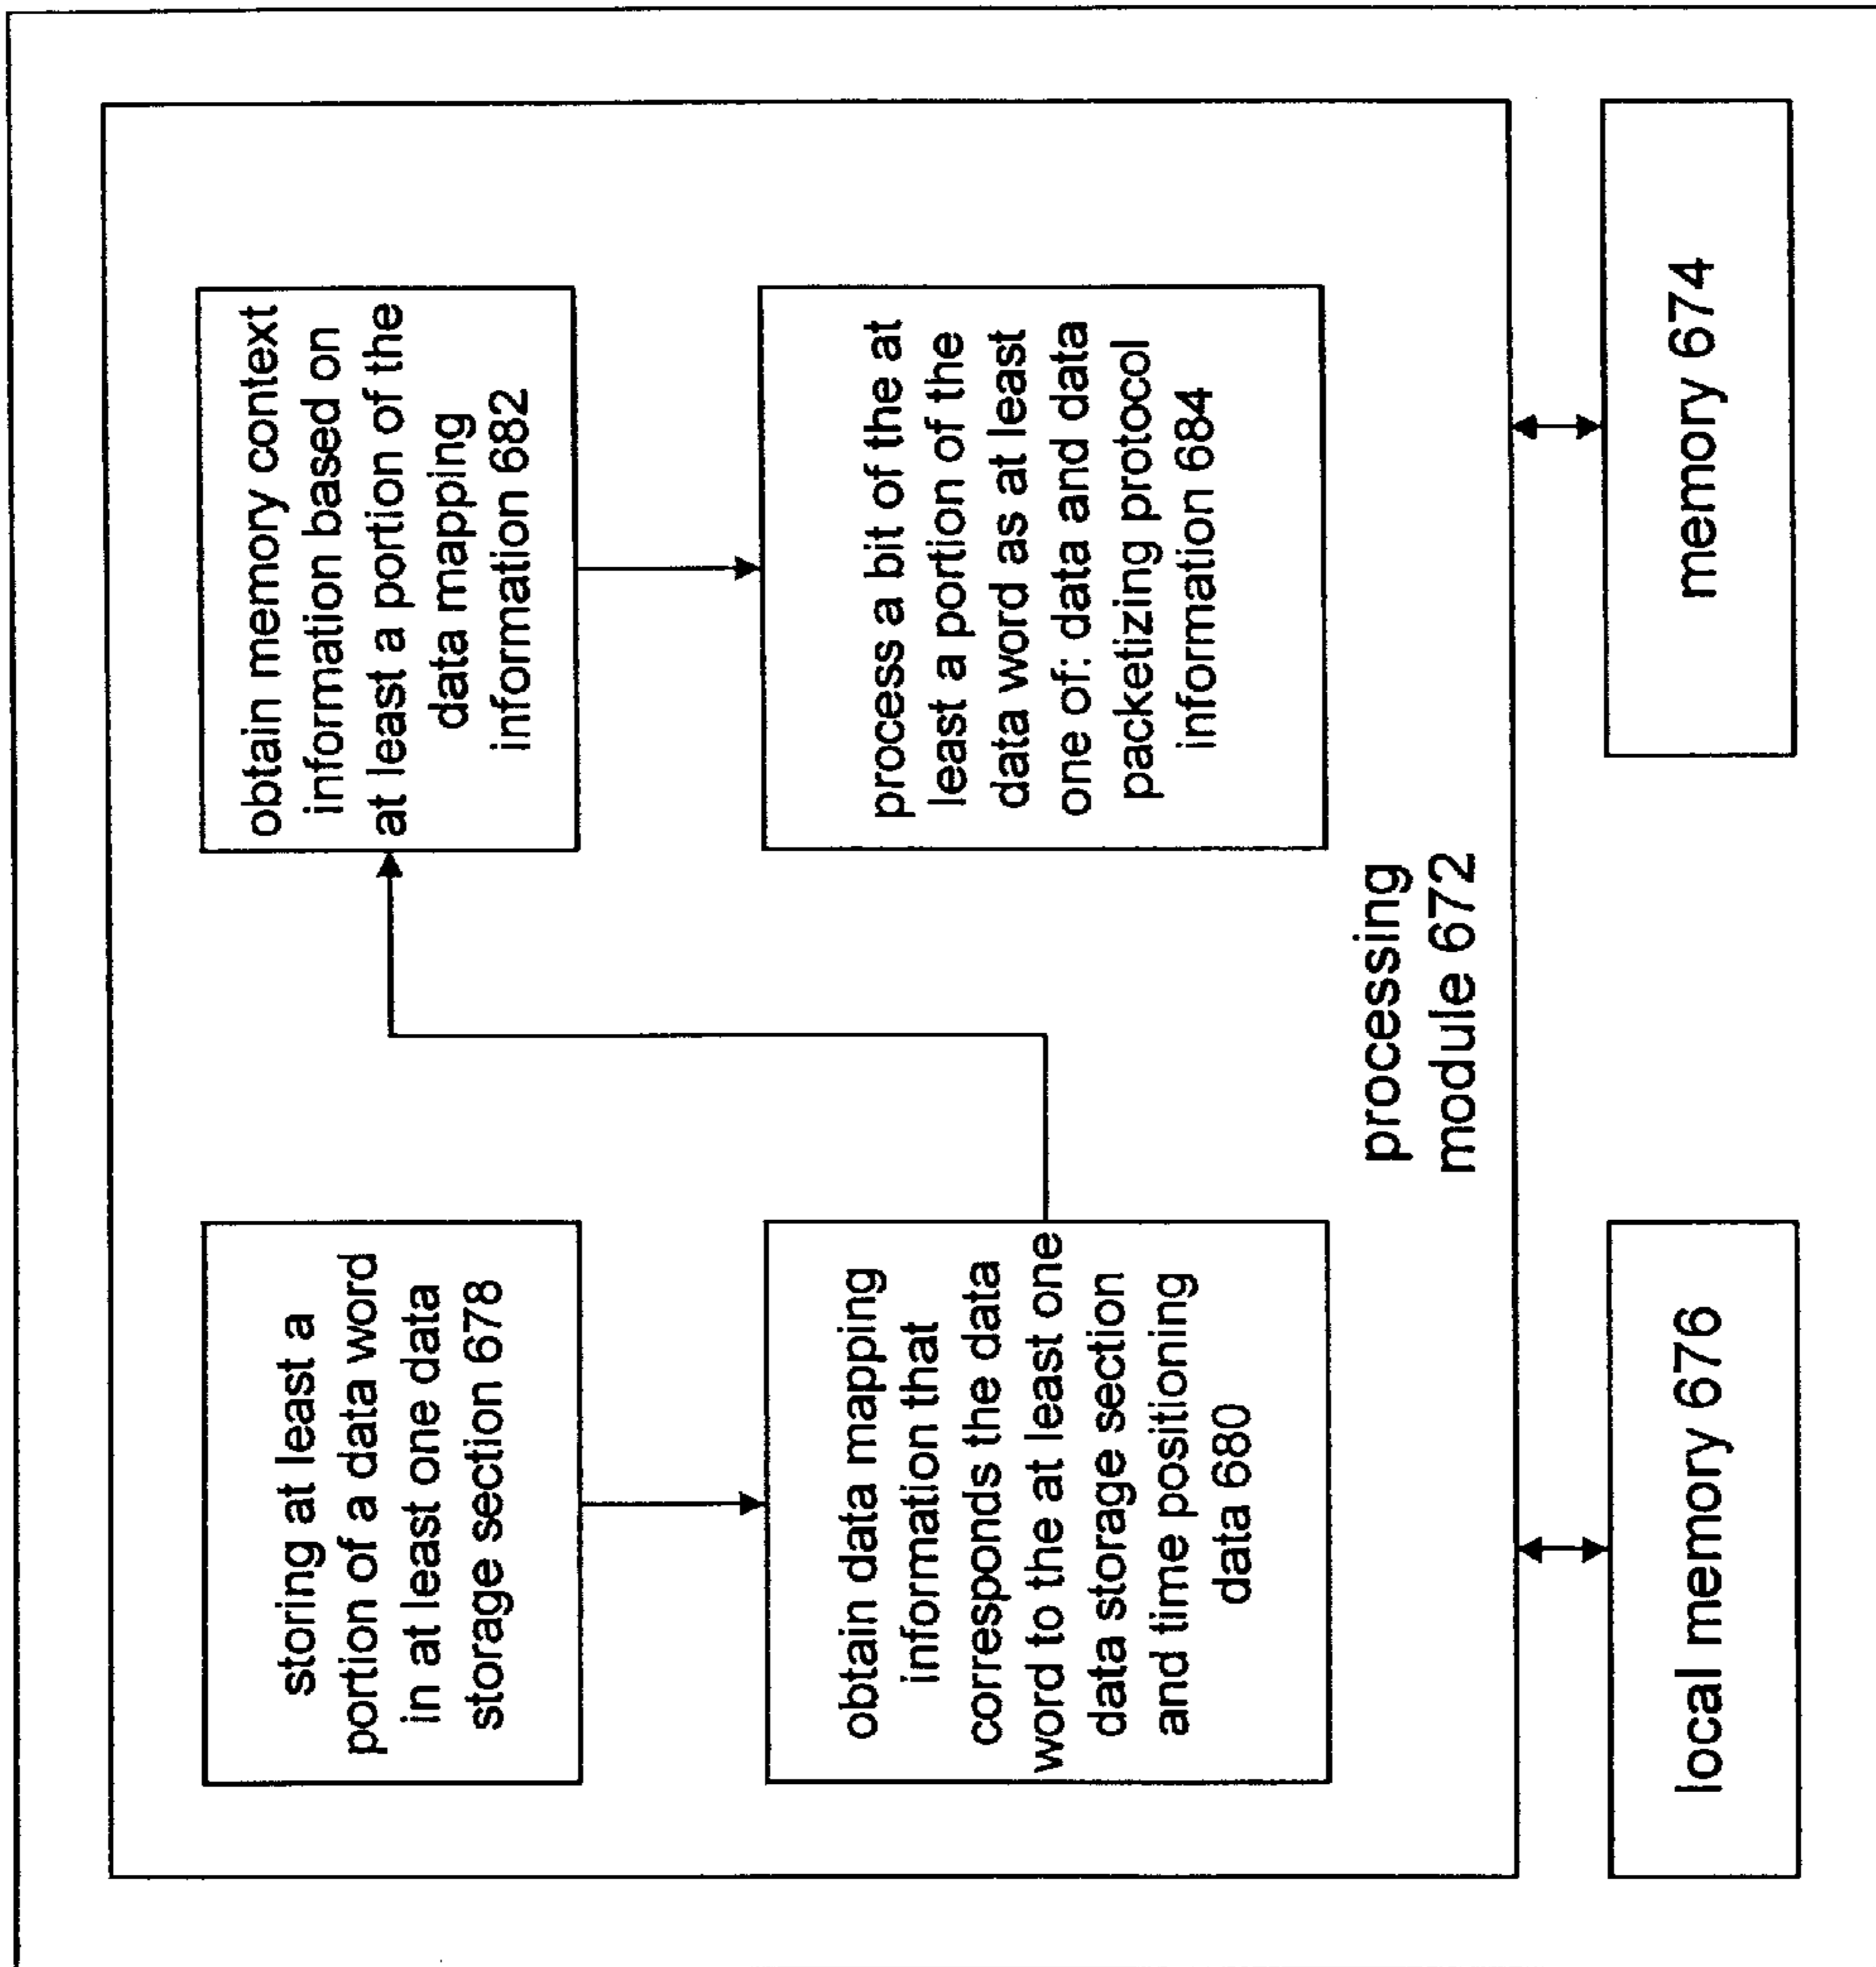 storing at least a
portion of a data word
in at least one data
storage section 678
obtain data mapping
information that
corresponds the data
word to the at least one
data storage section
and time positioning
data 680
obtain memory context
information based on
at least a portion of the
data mapping
information 682
process a bit of the at
least a portion of the
data word as at least
one of: data and data
packetizing protocol
information 684
processing
module 672
local memory 676
memory 674